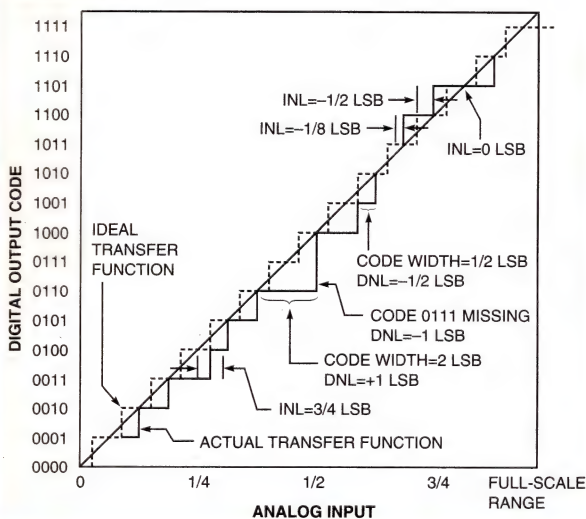 DIGITAL OUTPUT CODE
1111
1110
1101
1100
1011
1010
1001
1000
0111
0110
0101
0100
0011
0010
0001
0000
INL=–1/2 LSB
INL=–1/8 LSB
INL=0 LSB
IDEAL
TRANSFER
FUNCTION
CODE WIDTH=1/2 LSB
DNL=–1/2 LSB
CODE 0111 MISSING
DNL=–1 LSB
CODE WIDTH=2 LSB
DNL=+1 LSB
INL=3/4 LSB
ACTUAL TRANSFER FUNCTION
0
1/4
1/2
3/4
FULL-SCALE
RANGE
ANALOG INPUT